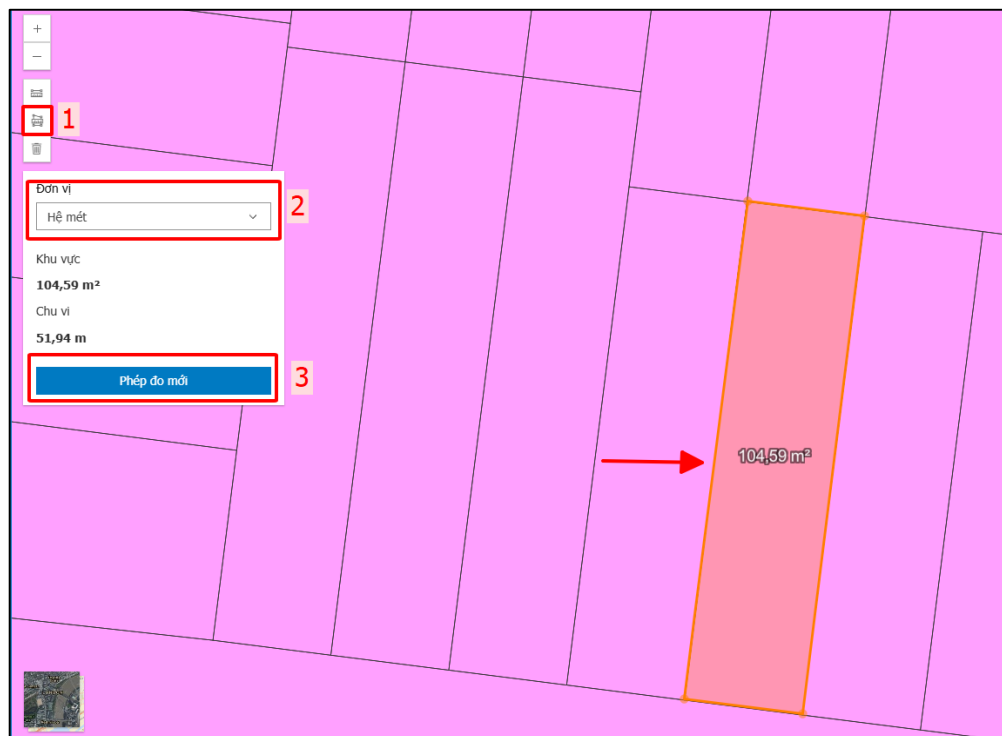 +
−
1
Đơn vị
Hệ mét
2
Khu vực
104,59 m²
Chu vi
51,94 m
Phép đo mới
3
104,59 m²